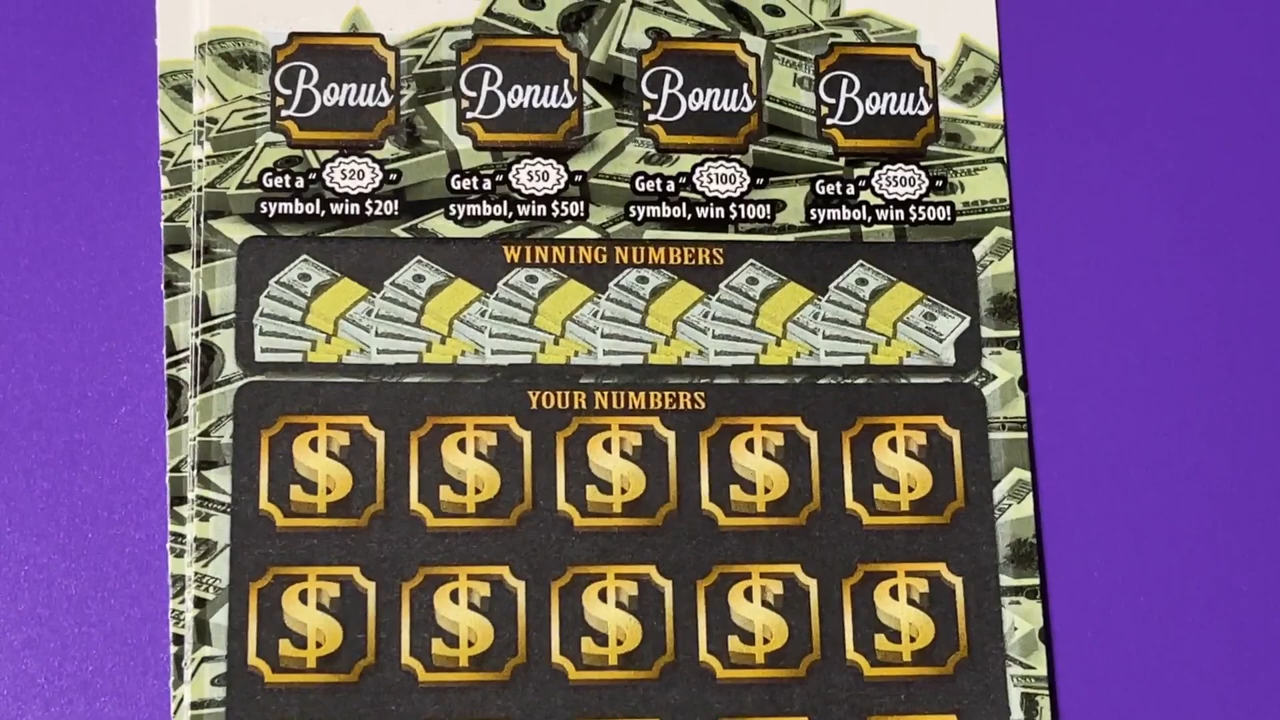 Bonus Bonus Bonus Bonus
Get a " $20 " Get a " $50 " Get a " $100 " Get a " $500 "
symbol, win $20! symbol, win $50! symbol, win $100! symbol, win $500!
WINNING NUMBERS
YOUR NUMBERS
$ $ $ $ $
$ $ $ $ $